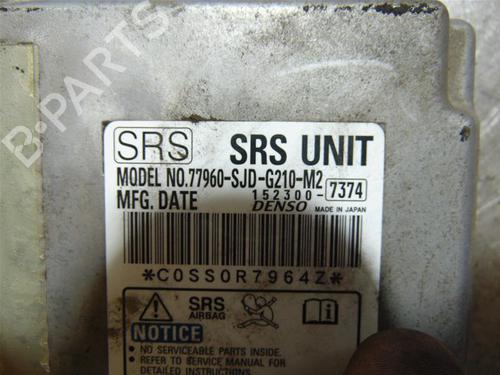 B-PARTS
SRS SRS UNIT
MODEL NO.77960-SJD-G210-M2
MFG. DATE 152300-7374
DENSO MADE IN JAPAN
*C0SS0R7964Z*
SRS
AIRBAG
NOTICE
• NO SERVICEABLE PARTS INSIDE.
• REFER TO SERVICE MANUAL FOR
DETAILED INSTRUCTIONS.